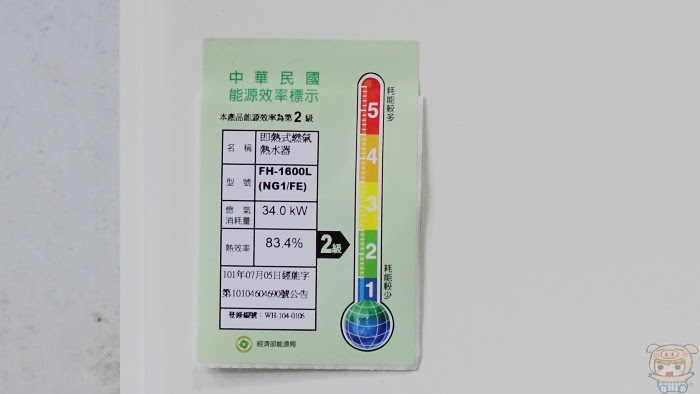 中華民國
能源效率標示
本產品能源效率為第2級
名稱 即熱式燃氣
熱水器
型號 FH-1600L
(NG1/FE)
燃氣
消耗量 34.0 kW
熱效率 83.4%
2級
101年07月05日經能字
第10104604690號公告
登錄編號：WH-104-0106
經濟部能源局
耗能較多
5
4
3
2
1
耗能較少